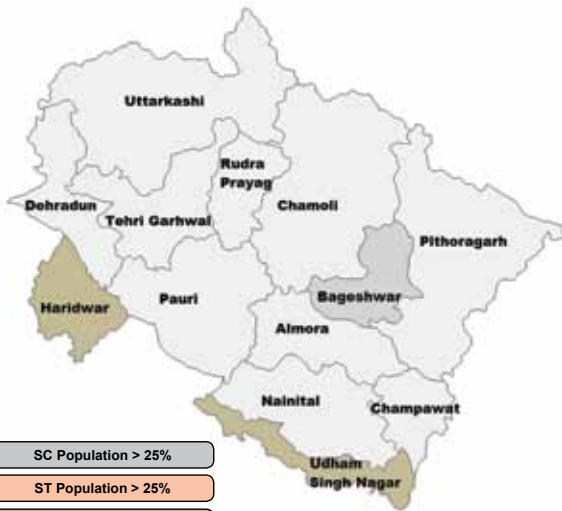 Uttarkashi
Rudra
Prayag
Dehradun
Tehri Garhwal
Chamoli
Pithoragarh
Haridwar
Pauri
Bageshwar
Almora
Nainital
Champawat
Udham
Singh Nagar
SC Population > 25%
ST Population > 25%